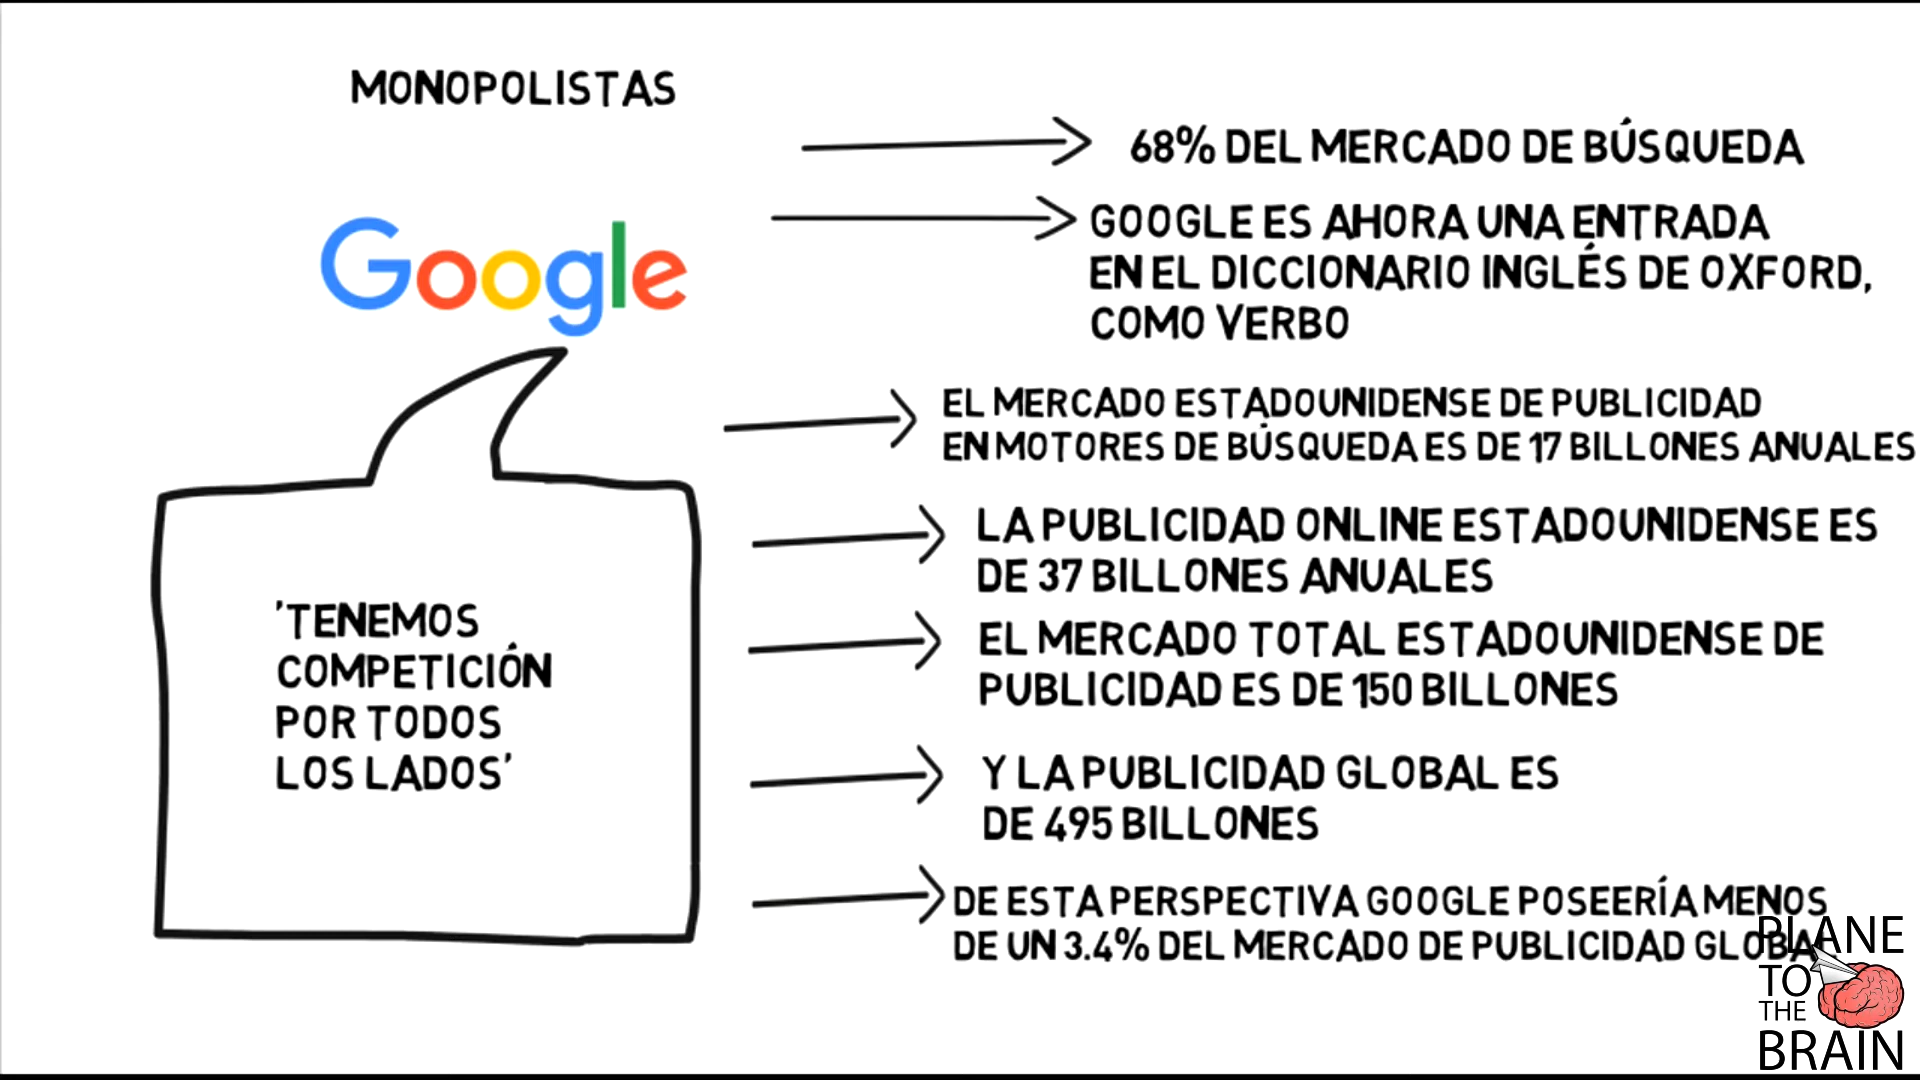 MONOPOLISTAS
Google
'TENEMOS
COMPETICIÓN
POR TODOS
LOS LADOS'
68% DEL MERCADO DE BÚSQUEDA
GOOGLE ES AHORA UNA ENTRADA
EN EL DICCIONARIO INGLÉS DE OXFORD,
COMO VERBO
EL MERCADO ESTADOUNIDENSE DE PUBLICIDAD
EN MOTORES DE BÚSQUEDA ES DE 17 BILLONES ANUALES
LA PUBLICIDAD ONLINE ESTADOUNIDENSE ES
DE 37 BILLONES ANUALES
EL MERCADO TOTAL ESTADOUNIDENSE DE
PUBLICIDAD ES DE 150 BILLONES
Y LA PUBLICIDAD GLOBAL ES
DE 495 BILLONES
DE ESTA PERSPECTIVA GOOGLE POSEERÍA MENOS
DE UN 3.4% DEL MERCADO DE PUBLICIDAD GLOBAL
PLANE
TO
THE
BRAIN